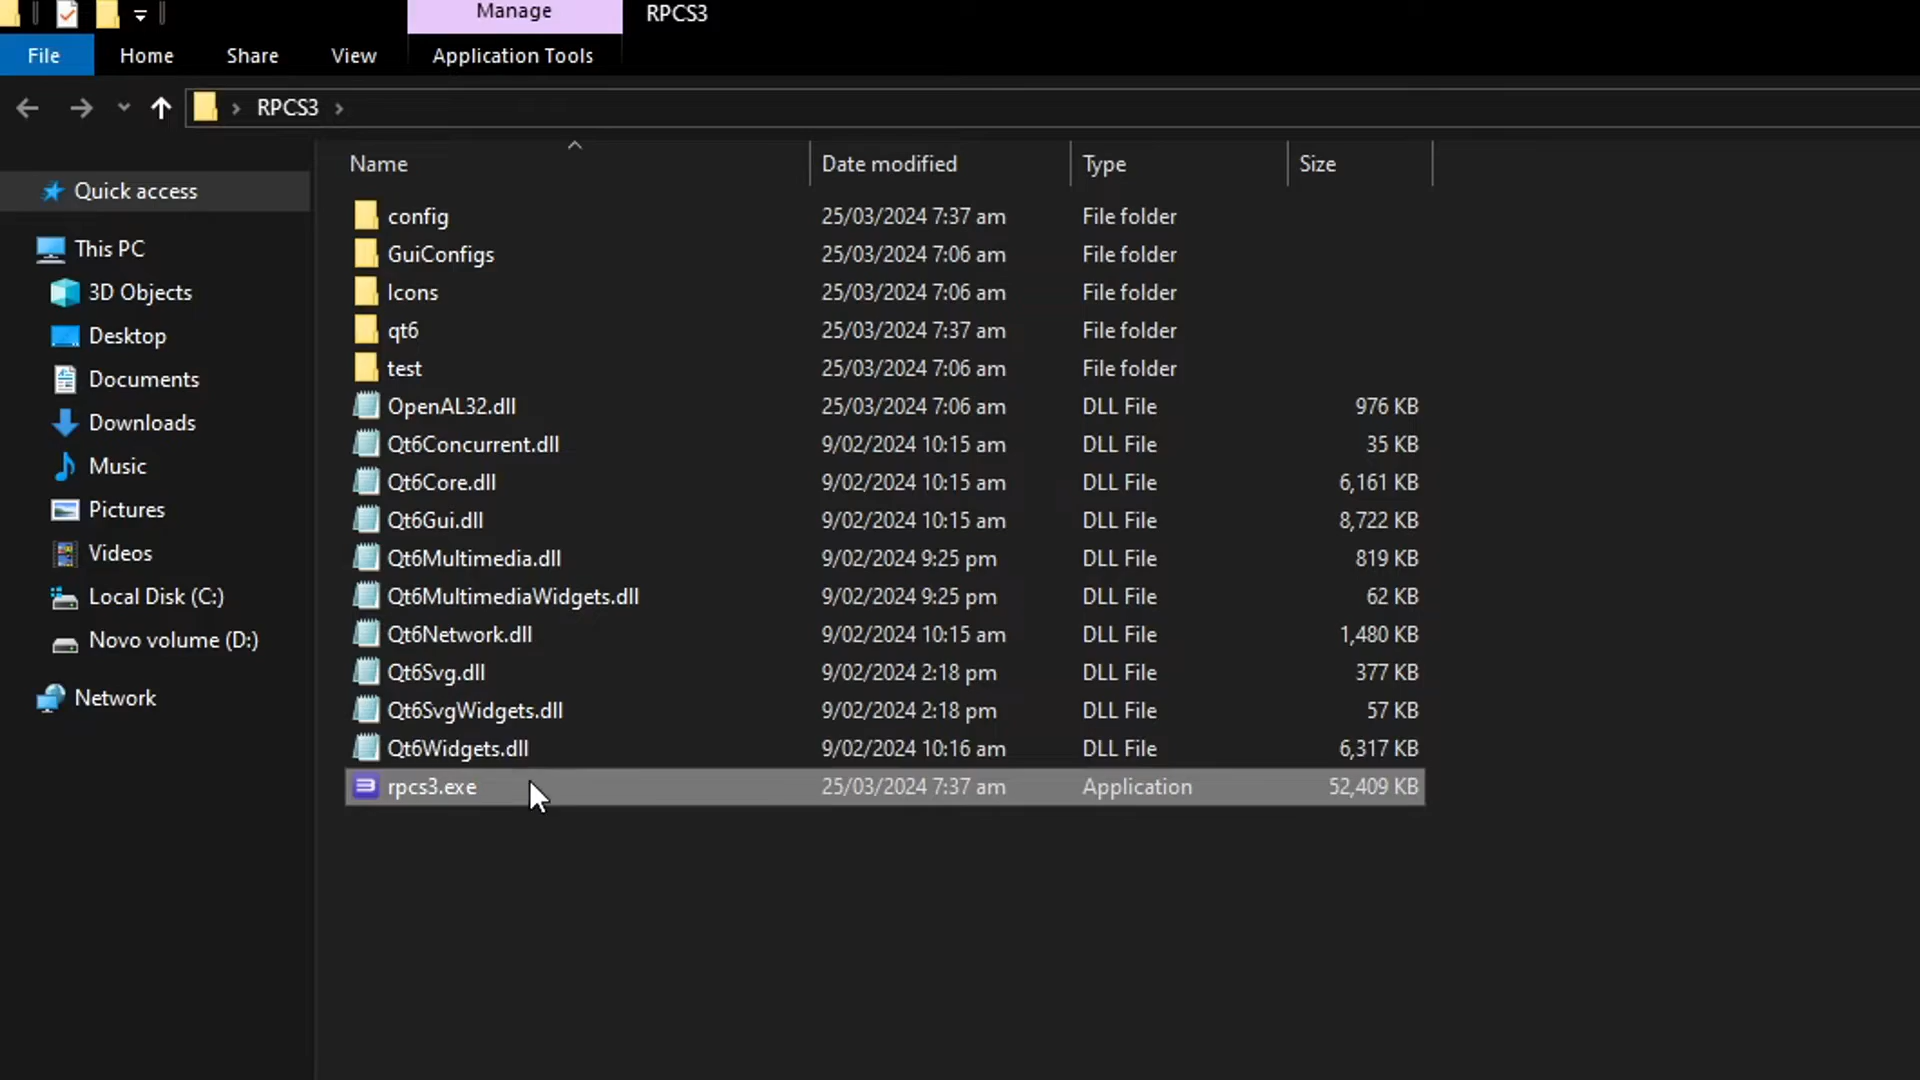 Manage RPCS3
File Home Share View Application Tools
RPCS3
Name Date modified Type Size
Quick access
This PC
3D Objects
Desktop
Documents
Downloads
Music
Pictures
Videos
Local Disk (C:)
Novo volume (D:)
Network
config 25/03/2024 7:37 am File folder
GuiConfigs 25/03/2024 7:06 am File folder
Icons 25/03/2024 7:06 am File folder
qt6 25/03/2024 7:37 am File folder
test 25/03/2024 7:06 am File folder
OpenAL32.dll 25/03/2024 7:06 am DLL File 976 KB
Qt6Concurrent.dll 9/02/2024 10:15 am DLL File 35 KB
Qt6Core.dll 9/02/2024 10:15 am DLL File 6,161 KB
Qt6Gui.dll 9/02/2024 10:15 am DLL File 8,722 KB
Qt6Multimedia.dll 9/02/2024 9:25 pm DLL File 819 KB
Qt6MultimediaWidgets.dll 9/02/2024 9:25 pm DLL File 62 KB
Qt6Network.dll 9/02/2024 10:15 am DLL File 1,480 KB
Qt6Svg.dll 9/02/2024 2:18 pm DLL File 377 KB
Qt6SvgWidgets.dll 9/02/2024 2:18 pm DLL File 57 KB
Qt6Widgets.dll 9/02/2024 10:16 am DLL File 6,317 KB
rpcs3.exe 25/03/2024 7:37 am Application 52,409 KB